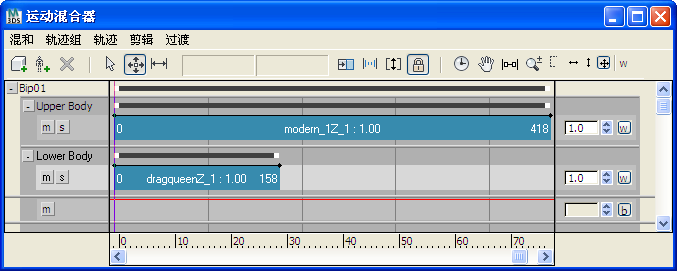 3DS 运动混合器
混和 轨迹组 轨迹 剪辑 过渡
w
Bip01
Upper Body
m s 0 modern_1Z_1 : 1.00 418 1.0 w
Lower Body
m s 0 dragqueenZ_1 : 1.00 158 1.0 w
m b
0 10 20 30 40 50 60 70